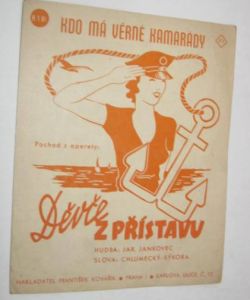 KDO MÁ VĚRNÉ KAMARÁDY
Pochod z operety:
Děvče
Z PŘÍSTAVU
HUDBA: JAR. JANKOVEC
SLOVA: CHLUMECKÝ-SÝKORA
NAKLADATEL FRANTIŠEK KOVAŘÍK • PRAHA I • KARLOVA ULICE Č. 12